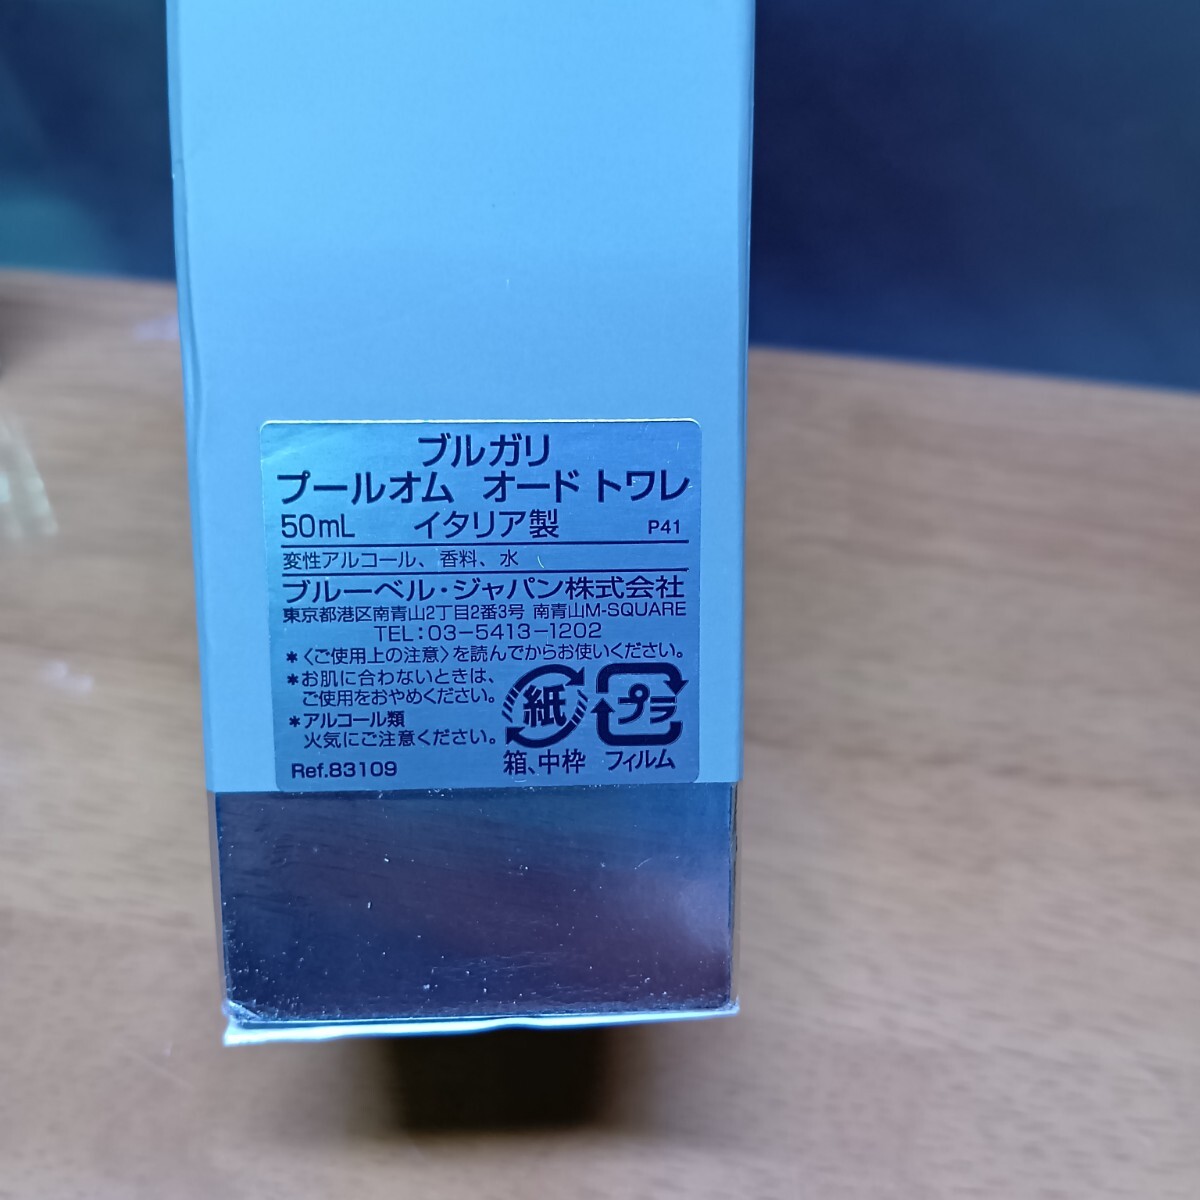 ブルガリ
プールオム オード トワレ
50mL イタリア製 P41
変性アルコール、香料、水
ブルーベル・ジャパン株式会社
東京都港区南青山2丁目2番3号 南青山M-SQUARE
TEL:03-5413-1202
*〈ご使用上の注意〉を読んでからお使いください。
*お肌に合わないときは、
ご使用をおやめください。
*アルコール類
火気にご注意ください。
紙 プラ
箱、中枠 フィルム
Ref.83109